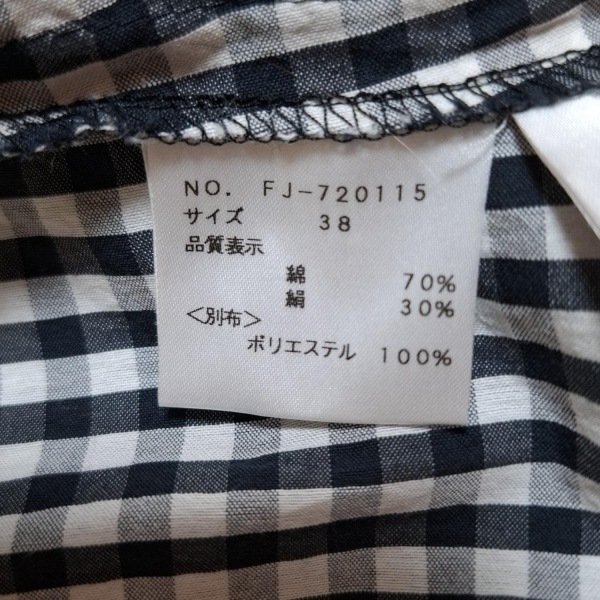 NO. FJ-720115
サイズ 38
品質表示
綿 70%
絹 30%
<別布>
ポリエステル 100%